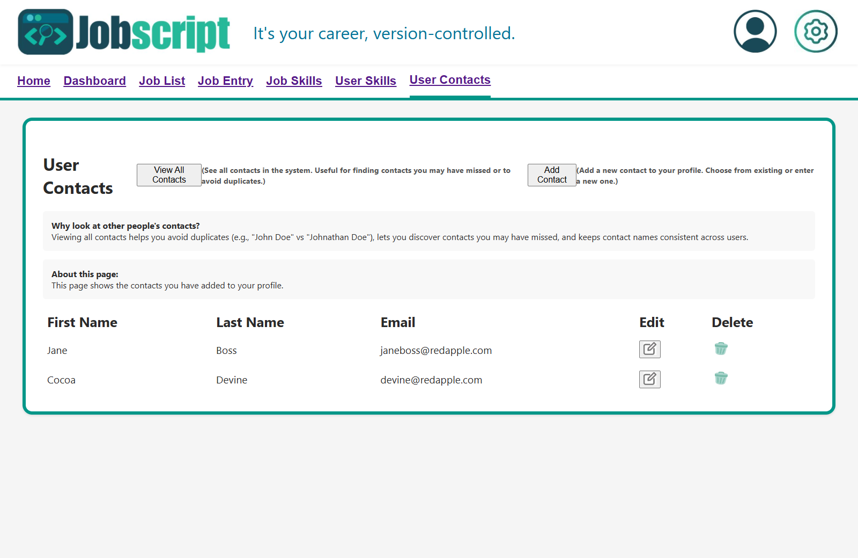 Jobscript
It's your career, version-controlled.
Home
Dashboard
Job List
Job Entry
Job Skills
User Skills
User Contacts
User
Contacts
View All
Contacts
(See all contacts in the system. Useful for finding contacts you may have missed or to
avoid duplicates.)
Add
Contact
(Add a new contact to your profile. Choose from existing or enter
a new one.)
Why look at other people's contacts?
Viewing all contacts helps you avoid duplicates (e.g., "John Doe" vs "Johnathan Doe"), lets you discover contacts you may have missed, and keeps contact names consistent across users.
About this page:
This page shows the contacts you have added to your profile.
First Name Last Name Email Edit Delete
Jane Boss janeboss@redapple.com
Cocoa Devine devine@redapple.com